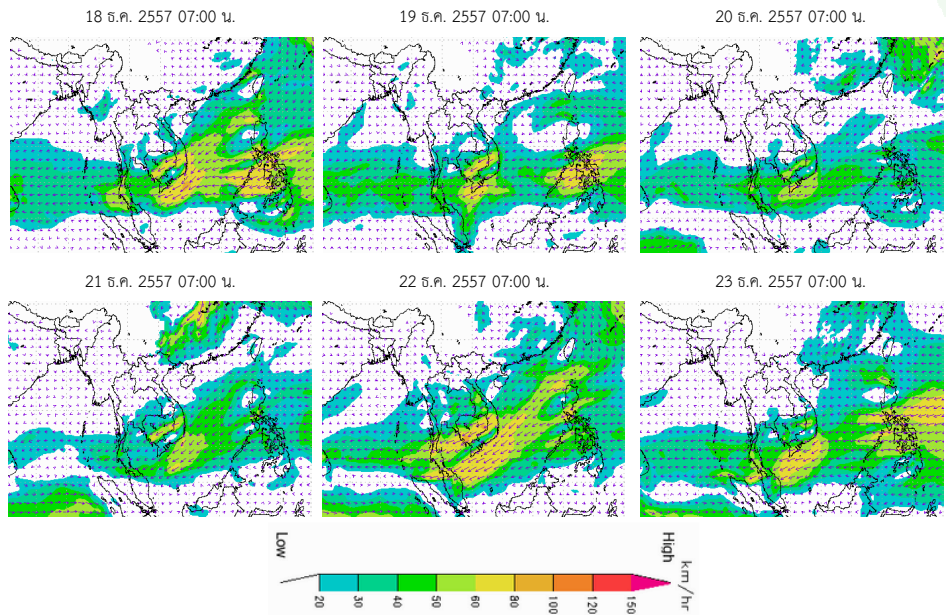 18 ธ.ค. 2557 07:00 น.
19 ธ.ค. 2557 07:00 น.
20 ธ.ค. 2557 07:00 น.
21 ธ.ค. 2557 07:00 น.
22 ธ.ค. 2557 07:00 น.
23 ธ.ค. 2557 07:00 น.
Low
High
km/hr
20 30 40 50 60 80 100 120 150